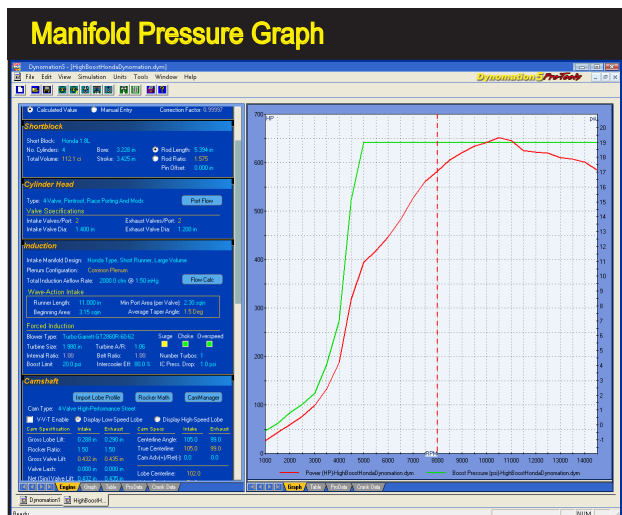 Manifold Pressure Graph
Dynomation5 - [HighBoostHondaDynomation.dym]
File Edit View Simulation Units Tools Window Help
Dynomation5 ProTools
Calculated Value Manual Entry Correction Factor: 0.99997
Shortblock
Short Block: Honda 1.8L
No. Cylinders: 4 Bore: 3.228 in Rod Length: 5.394 in
Total Volume: 112.1 ci Stroke: 3.425 in Rod Ratio: 1.575
Pin Offset: 0.000 in
Cylinder Head
Type: 4-Valve, Pentroof, Race Porting And Mods Port Flow
Valve Specifications
Intake Valves/Port: 2 Exhaust Valves/Port: 2
Intake Valve Dia: 1.400 in Exhaust Valve Dia: 1.200 in
Induction
Intake Manifold Design: Honda Type, Short Runner, Large Volume
Plenum Configuration: Common Plenum
Total Induction Airflow Rate: 2000.0 cfm @ 1.50 inHg Flow Calc
Wave-Action Intake
Runner Length: 11.000 in Min Port Area (per Valve): 2.30 sqin
Beginning Area: 3.15 sqin Average Taper Angle: 1.5 Deg
Forced Induction
Blower Type: Turbo-Garrett-GT2860R-60-62 Surge Choke Overspeed
Turbine Size: 1.980 in Turbine A/R: 1.06
Internal Ratio: 1.00 Belt Ratio: 1.00 Number Turbos: 1
Boost Limit: 20.0 psi Intercooler Eff: 80.0 % IC Press. Drop: 1.0 psi
Camshaft
Import Lobe Profile Rocker Math CamManager
Cam Type: 4-Valve High-Performance Street
V-V-T Enable Display Low-Speed Lobe Display High-Speed Lobe
Cam Specification Intake Exhaust Cam Specs Intake Exhaust
Gross Lobe Lift: 0.288 in 0.290 in Centerline Angle: 105.0 99.0
Rocker Ratio: 1.50 1.50 True Centerline: 105.0 99.0
Gross Valve Lift: 0.432 in 0.435 in Cam Adv(+)/Ret(-): 0.0 0.0
Valve Lash: 0.000 in 0.000 in
Lobe Centerline: 102.0
Net (Sim) Valve Lift: 0.432 in 0.435 in
Engine Graph Table ProData Crank Data
HP psi
700
600
500
400
300
200
100
0
20
19
18
17
16
15
14
13
12
11
10
9
8
7
6
5
4
3
2
1
0
-1
RPM
1000 2000 3000 4000 5000 6000 7000 8000 9000 10000 11000 12000 13000 14000
Power (HP):HighBoostHondaDynomation.dym Boost Pressure (psi):HighBoostHondaDynomation.dym
Graph Table ProData Crank Data
Dynomation1 HighBoostH...
Ready NUM